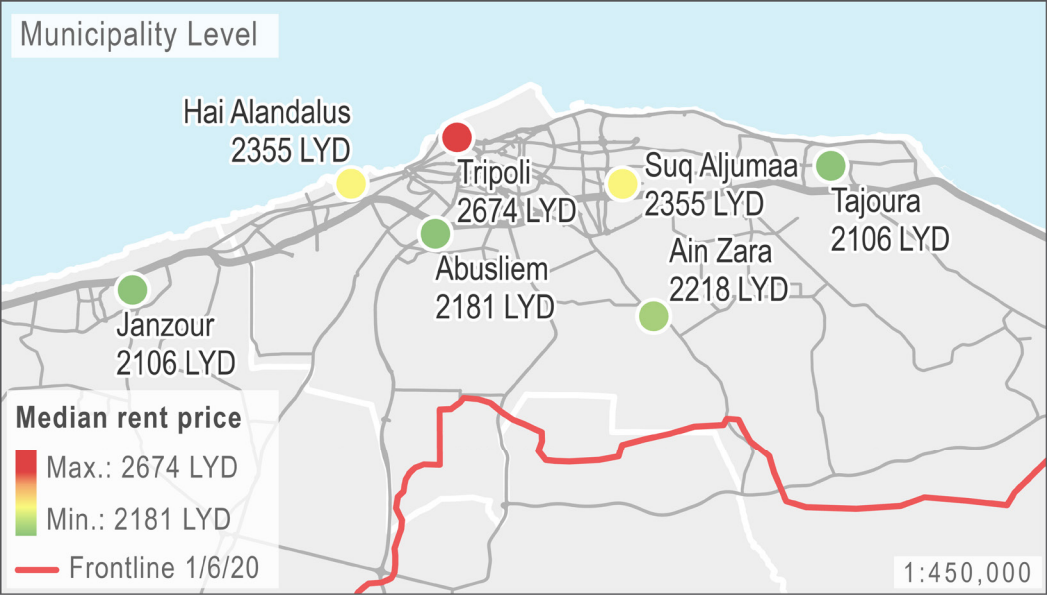 Municipality Level
Hai Alandalus
2355 LYD
Tripoli
2674 LYD
Suq Aljumaa
2355 LYD
Tajoura
2106 LYD
Abusliem
2181 LYD
Ain Zara
2218 LYD
Janzour
2106 LYD
Median rent price
Max.: 2674 LYD
Min.: 2181 LYD
Frontline 1/6/20
1:450,000